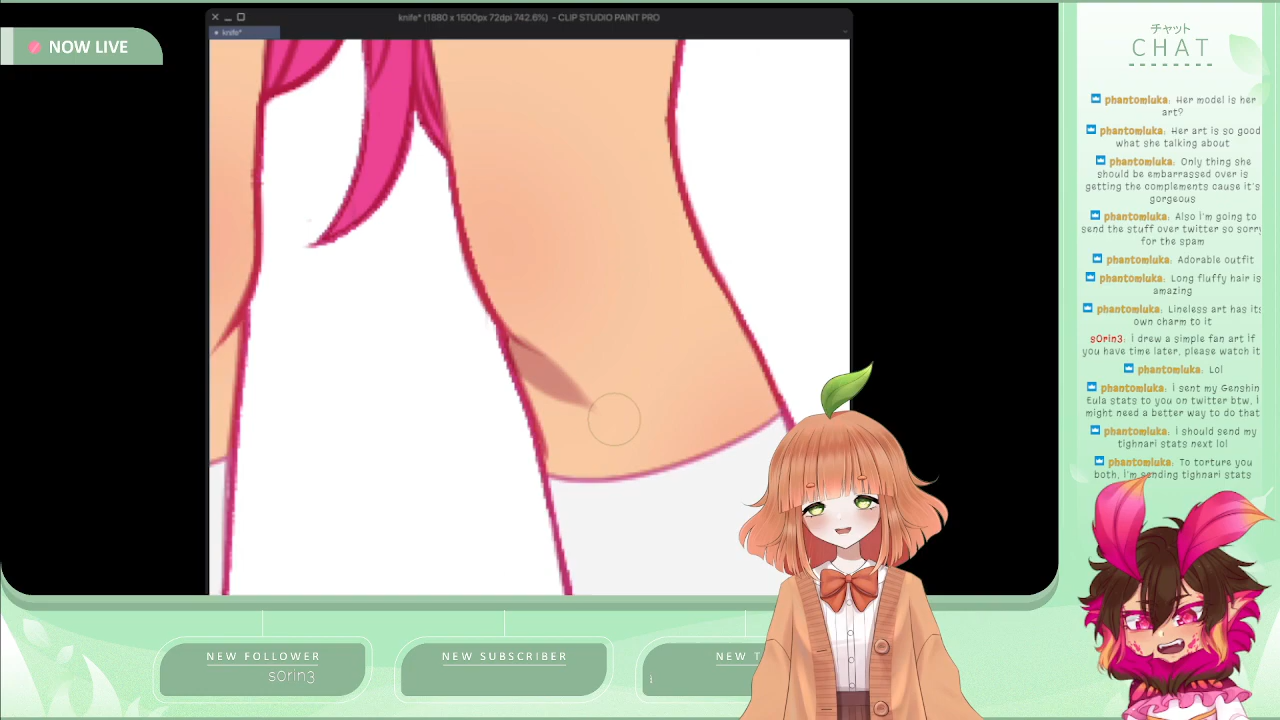 knife* (1880 x 1500px 72dpi 742.6%) - CLIP STUDIO PAINT PRO
knife*
NOW LIVE
チャット
CHAT
phantomluka: Her model is her
art?
phantomluka: Her art is so good
what she talking about
phantomluka: Only thing she
should be embarrassed over is
getting the complements cause it's
gorgeous
phantomluka: Also i'm going to
send the stuff over twitter so sorry
for the spam
phantomluka: Adorable outfit
phantomluka: Long fluffy hair is
amazing
phantomluka: Lineless art has its
own charm to it
s0rin3: i drew a simple fan art if
you have time later, please watch it
phantomluka: Lol
phantomluka: i sent my Genshin
Eula stats to you on twitter btw, i
might need a better way to do that
phantomluka: i should send my
tighnari stats next lol
phantomluka: To torture you
both, i'm sending tighnari stats
NEW FOLLOWER
s0rin3
NEW SUBSCRIBER
NEW T
i